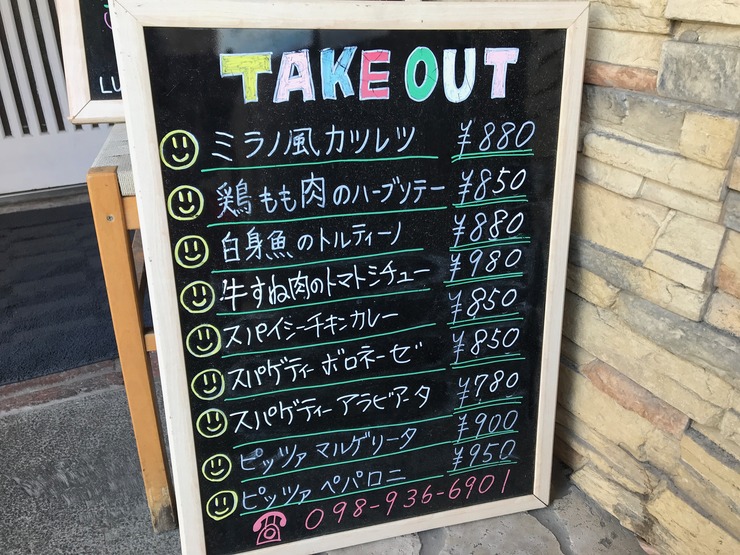 LU
TAKE OUT
ミラノ風カツレツ ¥880
鶏もも肉のハーブソテー ¥850
白身魚のトルティーノ ¥880
牛すね肉のトマトシチュー ¥980
スパイシーチキンカレー ¥850
スパゲティー ボロネーゼ ¥850
スパゲティー アラビアータ ¥780
ピッツァ マルゲリータ ¥900
ピッツァ ペパロニ ¥950
098-936-6901